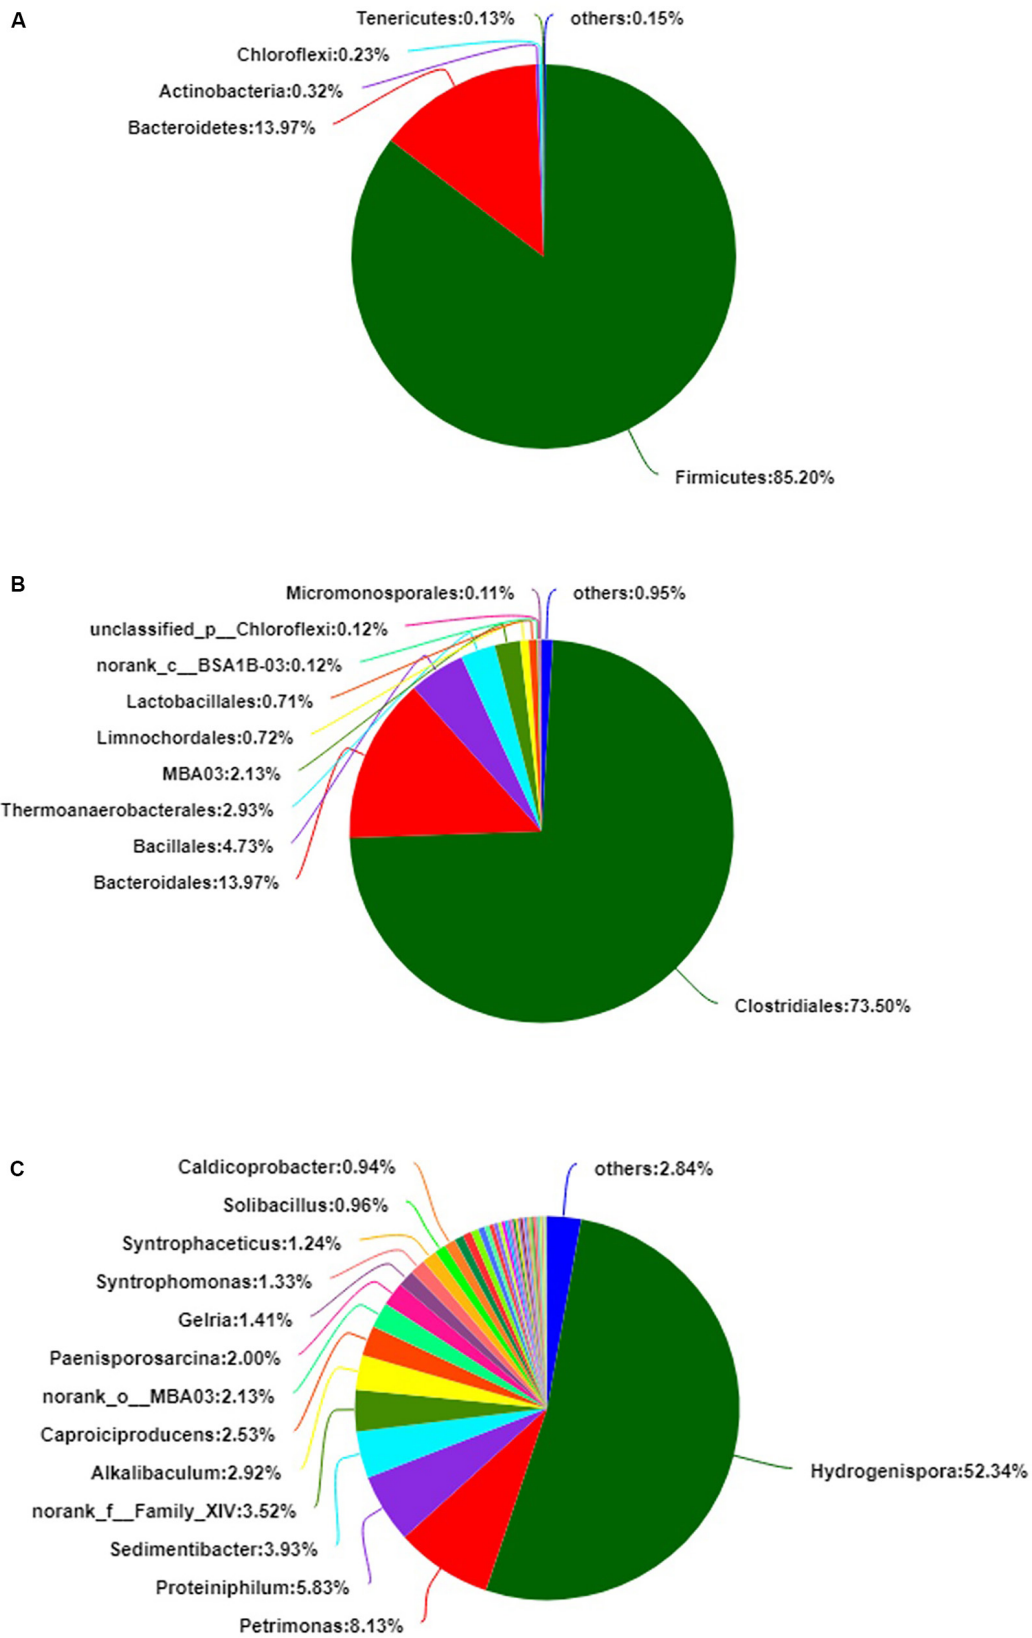 A
Tenericutes:0.13%
others:0.15%
Chloroflexi:0.23%
Actinobacteria:0.32%
Bacteroidetes:13.97%
Firmicutes:85.20%
B
Micromonosporales:0.11%
others:0.95%
unclassified_p__Chloroflexi:0.12%
norank_c__BSA1B-03:0.12%
Lactobacillales:0.71%
Limnochordales:0.72%
MBA03:2.13%
Thermoanaerobacterales:2.93%
Bacillales:4.73%
Bacteroidales:13.97%
Clostridiales:73.50%
C
Caldicoprobacter:0.94%
others:2.84%
Solibacillus:0.96%
Syntrophaceticus:1.24%
Syntrophomonas:1.33%
Gelria:1.41%
Paenisporosarcina:2.00%
norank_o__MBA03:2.13%
Caproiciproducens:2.53%
Alkalibaculum:2.92%
Hydrogenispora:52.34%
norank_f__Family_XIV:3.52%
Sedimentibacter:3.93%
Proteiniphilum:5.83%
Petrimonas:8.13%